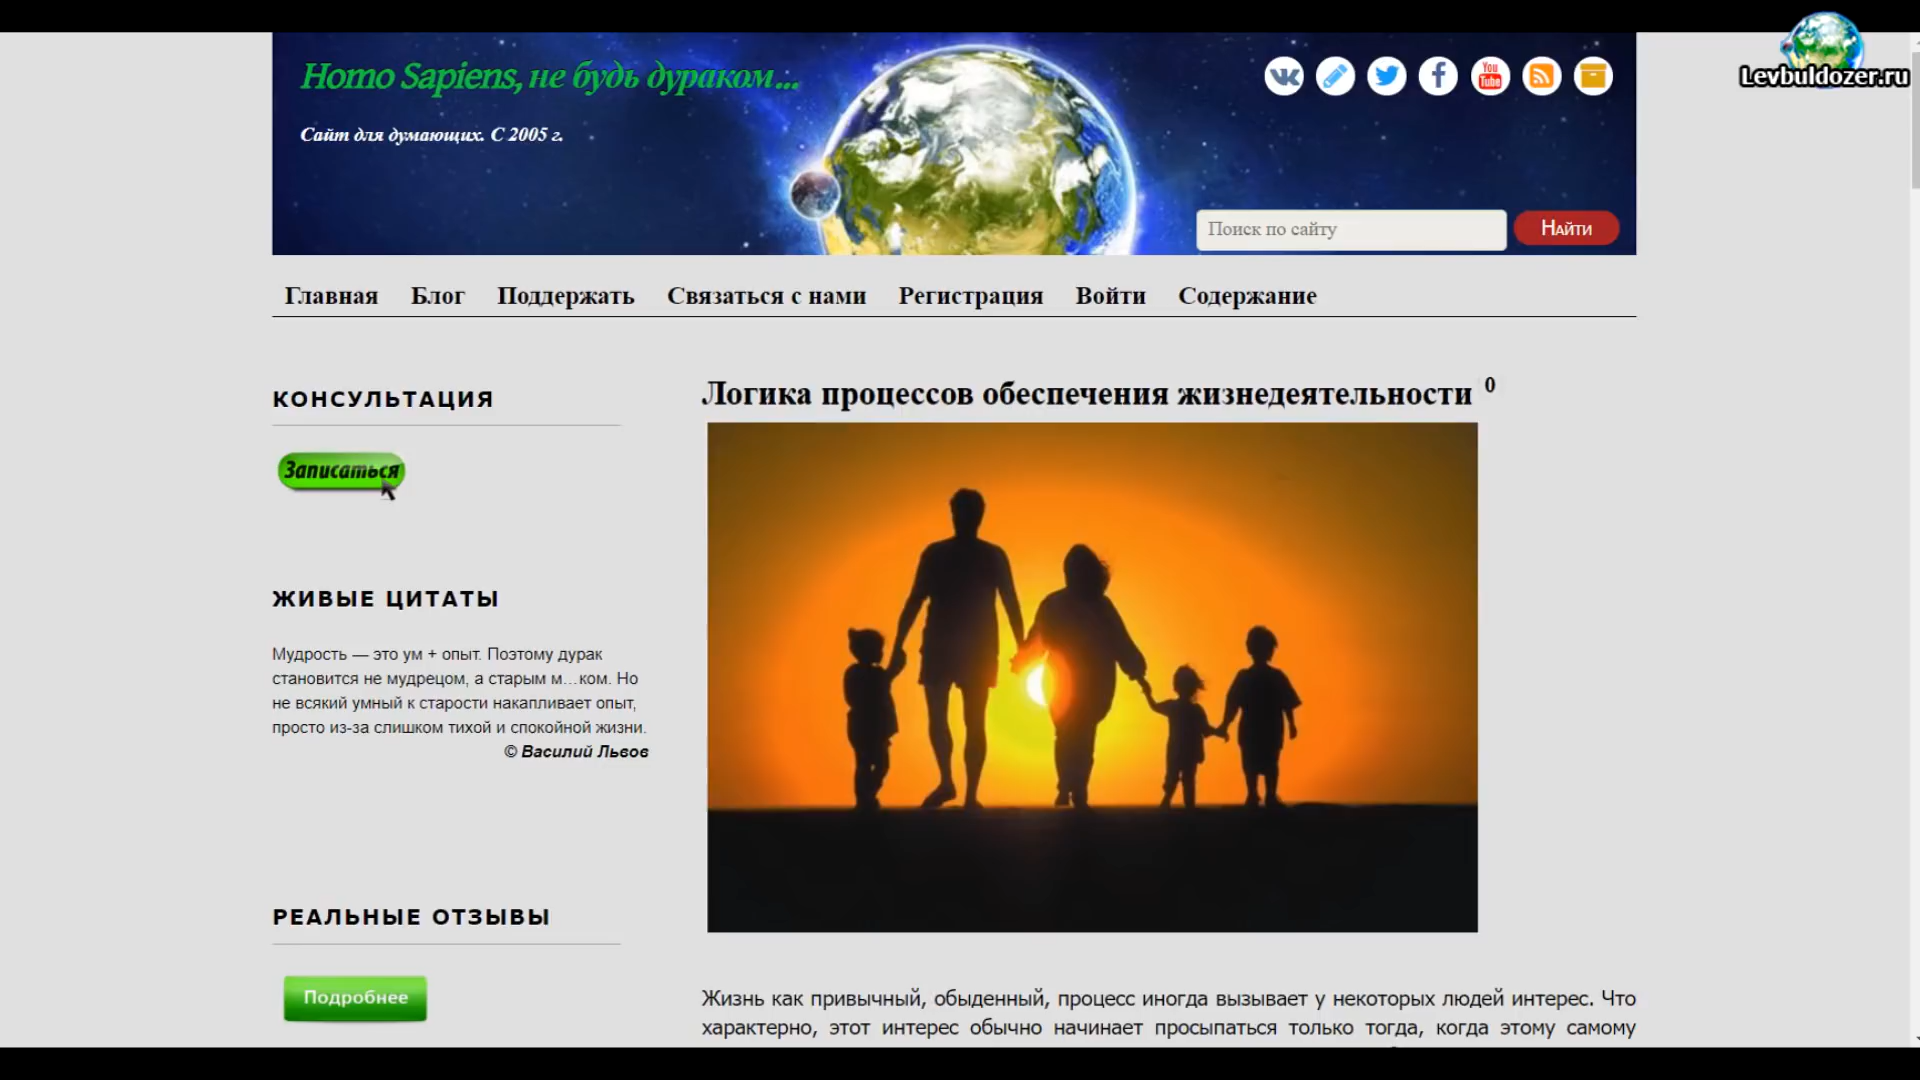 Levbuldozer.ru
Homo Sapiens, не будь дураком...
You
Tube
Сайт для думающих. С 2005 г.
Поиск по сайту
Найти
Главная Блог Поддержать Связаться с нами Регистрация Войти Содержание
КОНСУЛЬТАЦИЯ
Записаться
ЖИВЫЕ ЦИТАТЫ
Мудрость — это ум + опыт. Поэтому дурак
становится не мудрецом, а старым м...ком. Но
не всякий умный к старости накапливает опыт,
просто из-за слишком тихой и спокойной жизни.
© Василий Львов
РЕАЛЬНЫЕ ОТЗЫВЫ
Подробнее
Логика процессов обеспечения жизнедеятельности 0
Жизнь как привычный, обыденный, процесс иногда вызывает у некоторых людей интерес. Что
характерно, этот интерес обычно начинает просыпаться только тогда, когда этому самому